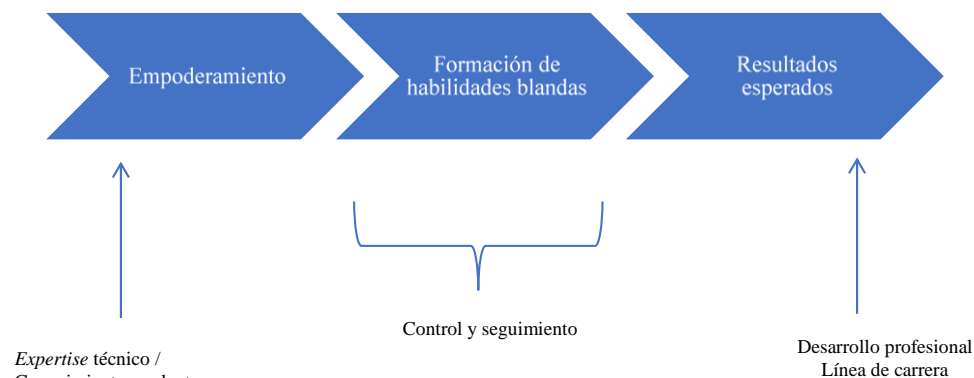 Empoderamiento
Formación de
habilidades blandas
Resultados
esperados
Control y seguimiento
Expertise técnico /
Desarrollo profesional
Línea de carrera